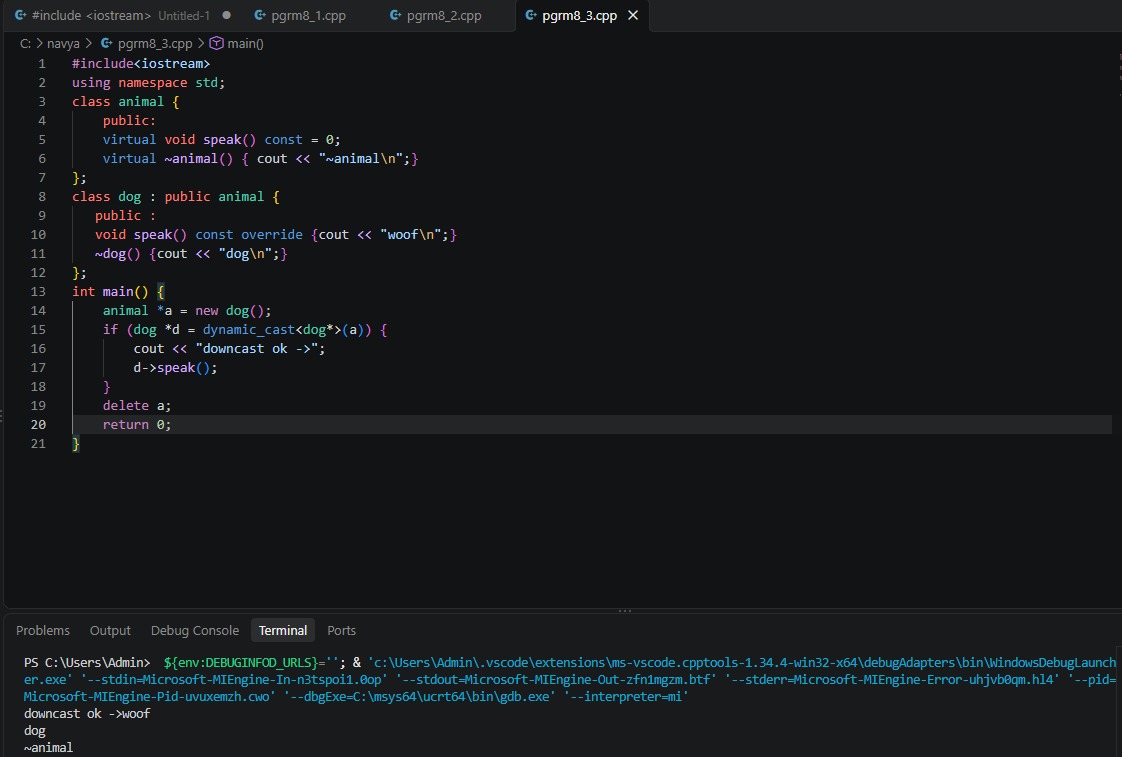 #include <iostream> Untitled-1 ● pgrm8_1.cpp pgrm8_2.cpp pgrm8_3.cpp ×
C: > navya > pgrm8_3.cpp > main()
1 #include<iostream>
2 using namespace std;
3 class animal {
4 public:
5 virtual void speak() const = 0;
6 virtual ~animal() { cout << "~animal\n";}
7 };
8 class dog : public animal {
9 public :
10 void speak() const override {cout << "woof\n";}
11 ~dog() {cout << "dog\n";}
12 };
13 int main() {
14 animal *a = new dog();
15 if (dog *d = dynamic_cast<dog*>(a)) {
16 cout << "downcast ok ->";
17 d->speak();
18 }
19 delete a;
20 return 0;
21 }
Problems Output Debug Console Terminal Ports
PS C:\Users\Admin> ${env:DEBUGINFOD_URLS}=''; & 'c:\Users\Admin\.vscode\extensions\ms-vscode.cpptools-1.34.4-win32-x64\debugAdapters\bin\WindowsDebugLaunch
er.exe' '--stdin=Microsoft-MIEngine-In-n3tspoi1.0op' '--stdout=Microsoft-MIEngine-Out-zfn1mgzm.btf' '--stderr=Microsoft-MIEngine-Error-uhjvb0qm.hl4' '--pid=
Microsoft-MIEngine-Pid-uvuxemzh.cwo' '--dbgExe=C:\msys64\ucrt64\bin\gdb.exe' '--interpreter=mi'
downcast ok ->woof
dog
~animal